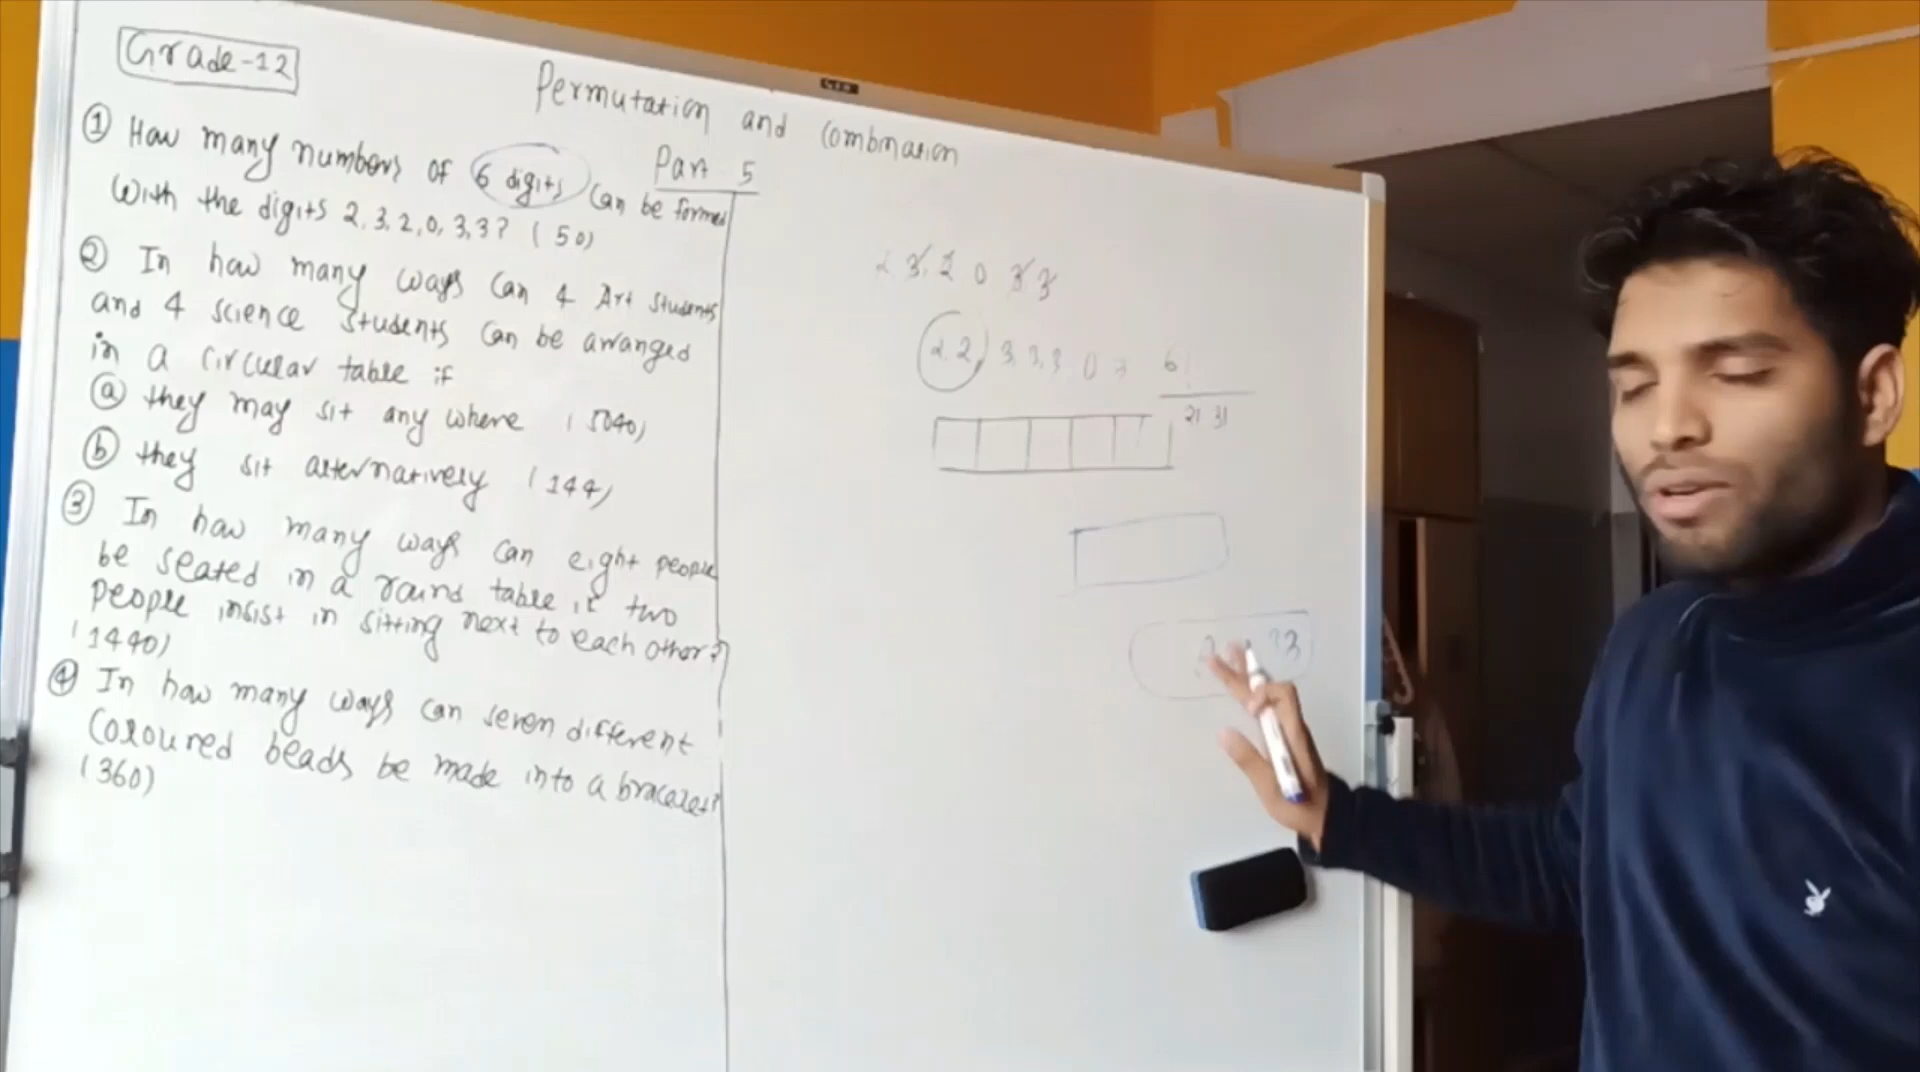 Grade-12
Permutation and Combination
Part 5
① How many numbers of 6 digits can be formed
with the digits 2, 3, 2, 0, 3, 3? (50)
② In how many ways can 4 Art students
and 4 science students can be arranged
in a circular table if
ⓐ they may sit any where (5040)
ⓑ they sit alternatively (144)
③ In how many ways can eight people
be seated in a round table if two
people insist in sitting next to each other?
(1440)
④ In how many ways can seven different
coloured beads be made into a bracelet?
(360)
2 3, 2 0 3 3
2, 2, 3, 3, 3 0 6!
2! 3!